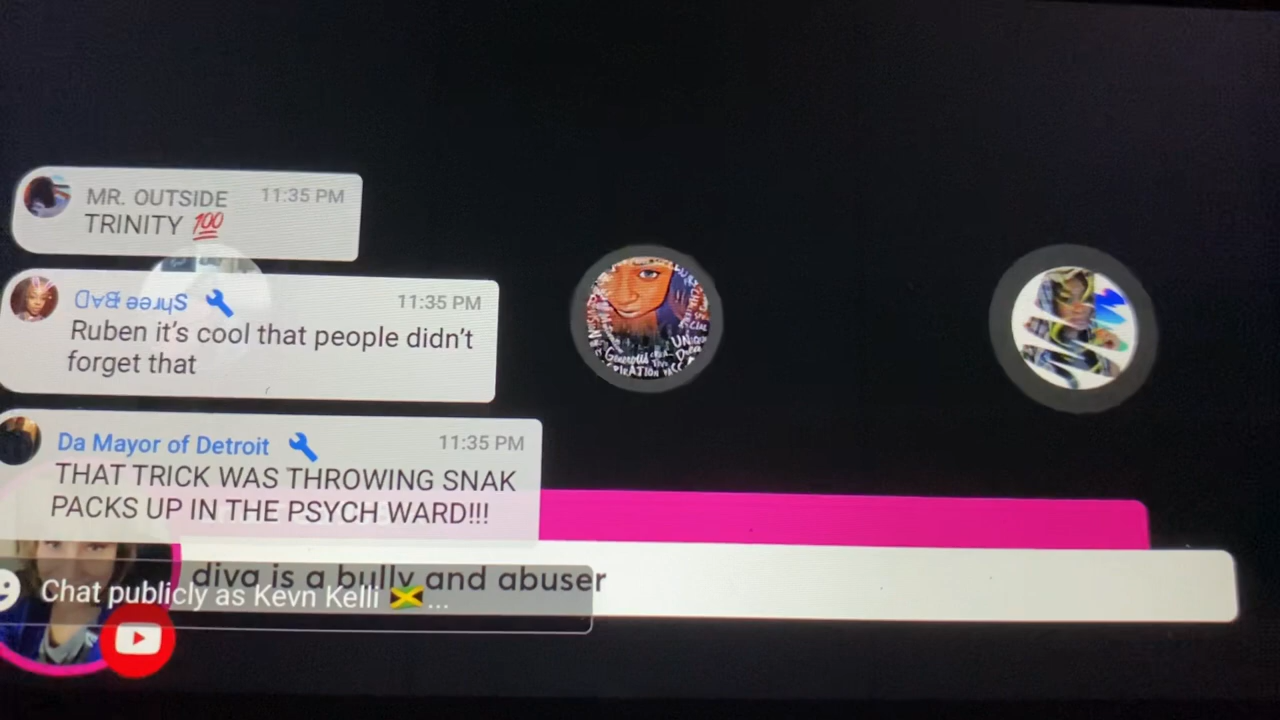 MR. OUTSIDE 11:35 PM
TRINITY 💯
Shree BAD 11:35 PM
Ruben it's cool that people didn't
forget that
Da Mayor of Detroit 11:35 PM
THAT TRICK WAS THROWING SNAK
PACKS UP IN THE PSYCH WARD!!!
diva is a bully and abuser
Chat publicly as Kevn Kelli 🇯🇲...
Generous